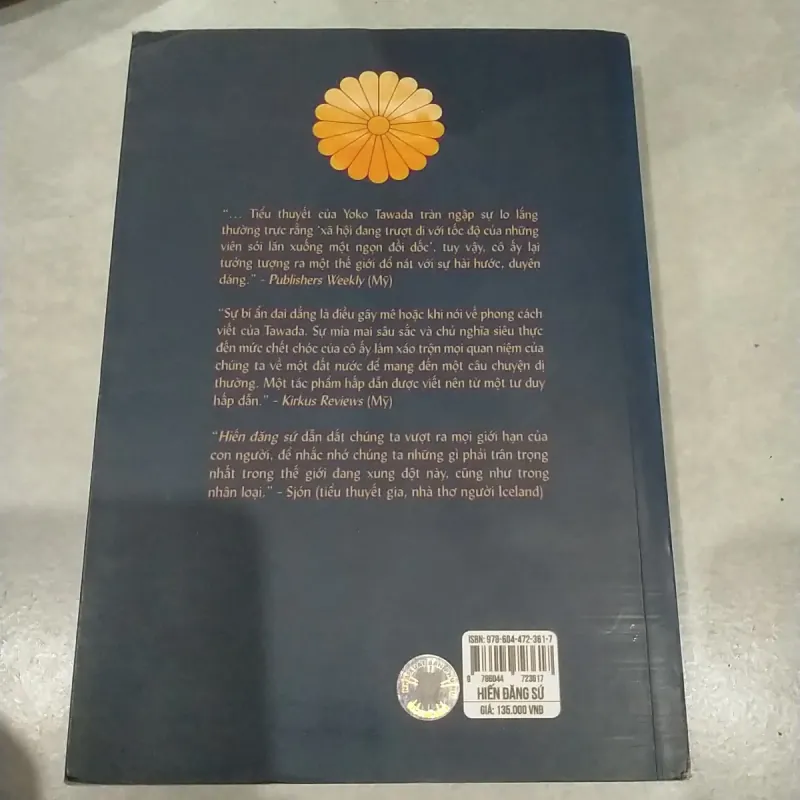 “… Tiểu thuyết của Yoko Tawada tràn ngập sự lo lắng
thường trực rằng ‘xã hội đang trượt đi với tốc độ của những
viên sỏi lăn xuống một ngọn đồi dốc’, tuy vậy, cô ấy lại
tưởng tượng ra một thế giới đổ nát với sự hài hước, duyên
dáng.” - Publishers Weekly (Mỹ)
“Sự bí ẩn dai dẳng là điều gây mê hoặc khi nói về phong cách
viết của Tawada. Sự mỉa mai sâu sắc và chủ nghĩa siêu thực
đến mức chết chóc của cô ấy làm xáo trộn mọi quan niệm của
chúng ta về một đất nước để mang đến một câu chuyện dị
thường. Một tác phẩm hấp dẫn được viết nên từ một tư duy
hấp dẫn.” - Kirkus Reviews (Mỹ)
“Hiến đăng sứ dẫn dắt chúng ta vượt ra mọi giới hạn của
con người, để nhắc nhớ chúng ta những gì phải trân trọng
nhất trong thế giới đang xung đột này, cũng như trong
nhân loại.” - Sjón (tiểu thuyết gia, nhà thơ người Iceland)
ISBN: 978-604-472-361-7
9 786044 723617
HIẾN ĐĂNG SỨ
GIÁ: 135.000 VNĐ